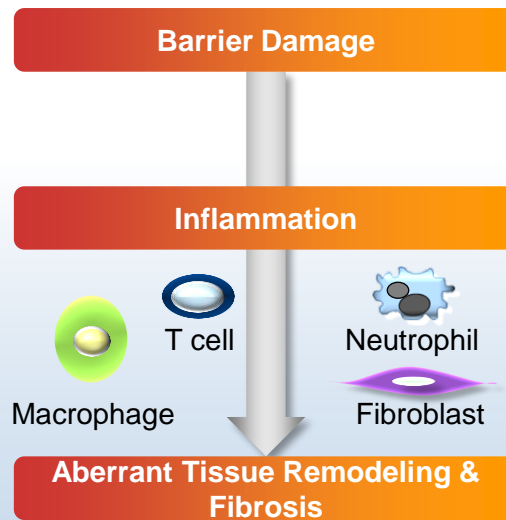 Barrier Damage
Inflammation
T cell
Neutrophil
Macrophage
Fibroblast
Aberrant Tissue Remodeling &
Fibrosis